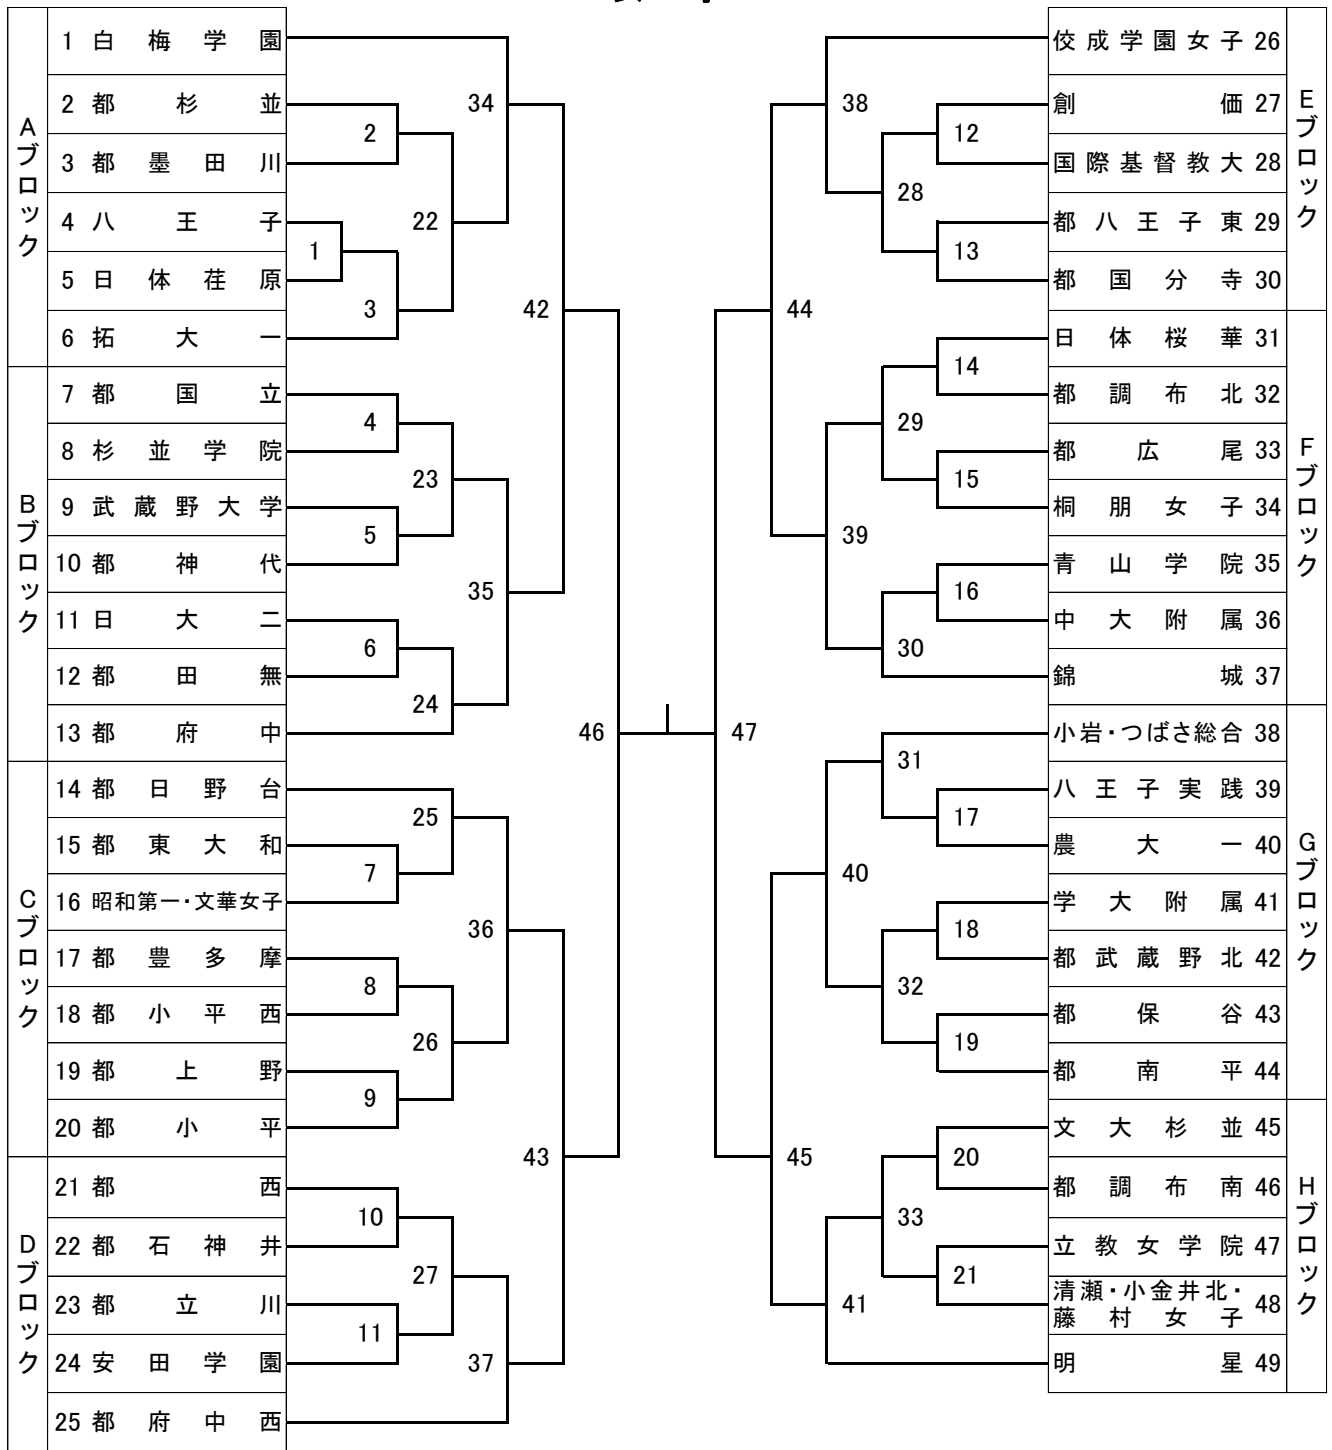 Aブロック
1 白梅学園
2 都杉並
3 都墨田川
4 八王子
5 日体荏原
6 拓大一
Bブロック
7 都国立
8 杉並学院
9 武蔵野大学
10 都神代
11 日大二
12 都田無
13 都府中
Cブロック
14 都日野台
15 都東大和
16 昭和第一・文華女子
17 都豊多摩
18 都小平西
19 都上野
20 都小平
Dブロック
21 都西
22 都石神井
23 都立川
24 安田学園
25 都府中西
1
2
3
4
5
6
7
8
9
10
11
22
23
24
25
26
27
34
35
36
37
42
43
46
47
44
45
38
39
40
41
28
29
30
31
32
33
12
13
14
15
16
17
18
19
20
21
Eブロック
佼成学園女子 26
創価 27
国際基督教大 28
都八王子東 29
都国分寺 30
Fブロック
日体桜華 31
都調布北 32
都広尾 33
桐朋女子 34
青山学院 35
中大附属 36
錦城 37
Gブロック
小岩・つばさ総合 38
八王子実践 39
農大一 40
学大附属 41
都武蔵野北 42
都保谷 43
都南平 44
Hブロック
文大杉並 45
都調布南 46
立教女学院 47
清瀬・小金井北・
藤村女子 48
明星 49